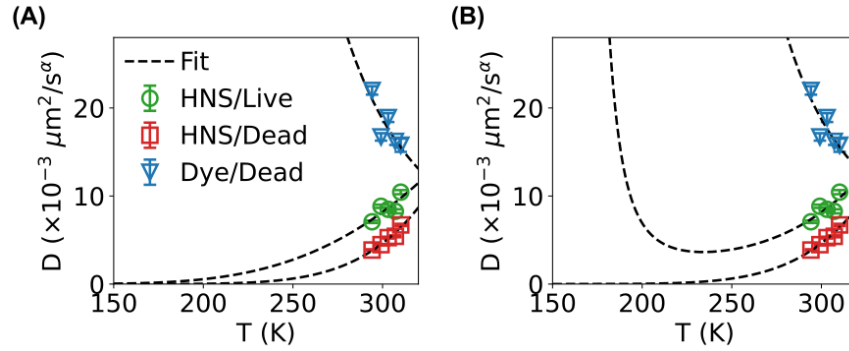 (A)
(B)
D (×10⁻³ μm²/s^α)
20
10
0
Fit
HNS/Live
HNS/Dead
Dye/Dead
150 200 250 300
T (K)
D (×10⁻³ μm²/s^α)
20
10
0
150 200 250 300
T (K)